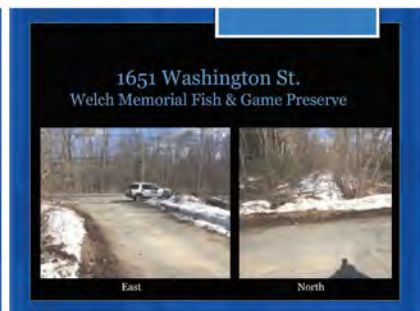 1651 Washington St.
Welch Memorial Fish & Game Preserve
East
North